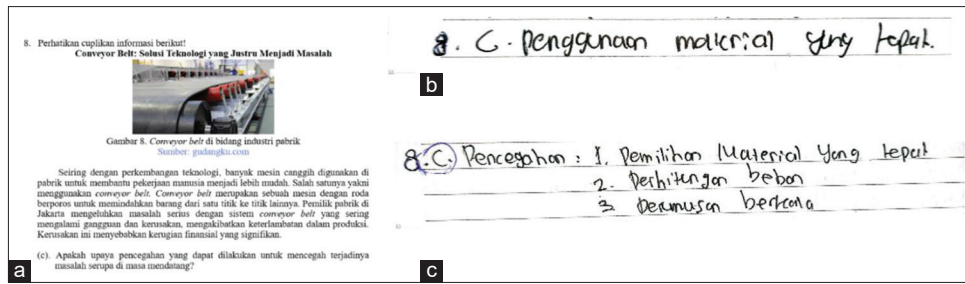 8. Perhatikan cuplikan informasi berikut!
Conveyor Belt: Solusi Teknologi yang Justru Menjadi Masalah
Gambar 8. Conveyor belt di bidang industri pabrik
Sumber: gudangku.com
Seiring dengan perkembangan teknologi, banyak mesin canggih digunakan di
pabrik untuk membantu pekerjaan manusia menjadi lebih mudah. Salah satunya yakni
menggunakan conveyor belt. Conveyor belt merupakan sebuah mesin dengan roda
berporos untuk memindahkan barang dari satu titik ke titik lainnya. Pemilik pabrik di
Jakarta mengeluhkan masalah serius dengan sistem conveyor belt yang sering
mengalami gangguan dan kerusakan, mengakibatkan keterlambatan dalam produksi.
Kerusakan ini menyebabkan kerugian finansial yang signifikan.
(c). Apakah upaya pencegahan yang dapat dilakukan untuk mencegah terjadinya
masalah serupa di masa mendatang?
a
8. C. penggunaan material yang tepat.
b
8. C. Pencegahan : 1. Pemilihan Material Yang tepat
2. Perhitungan beban
3. berkala
c